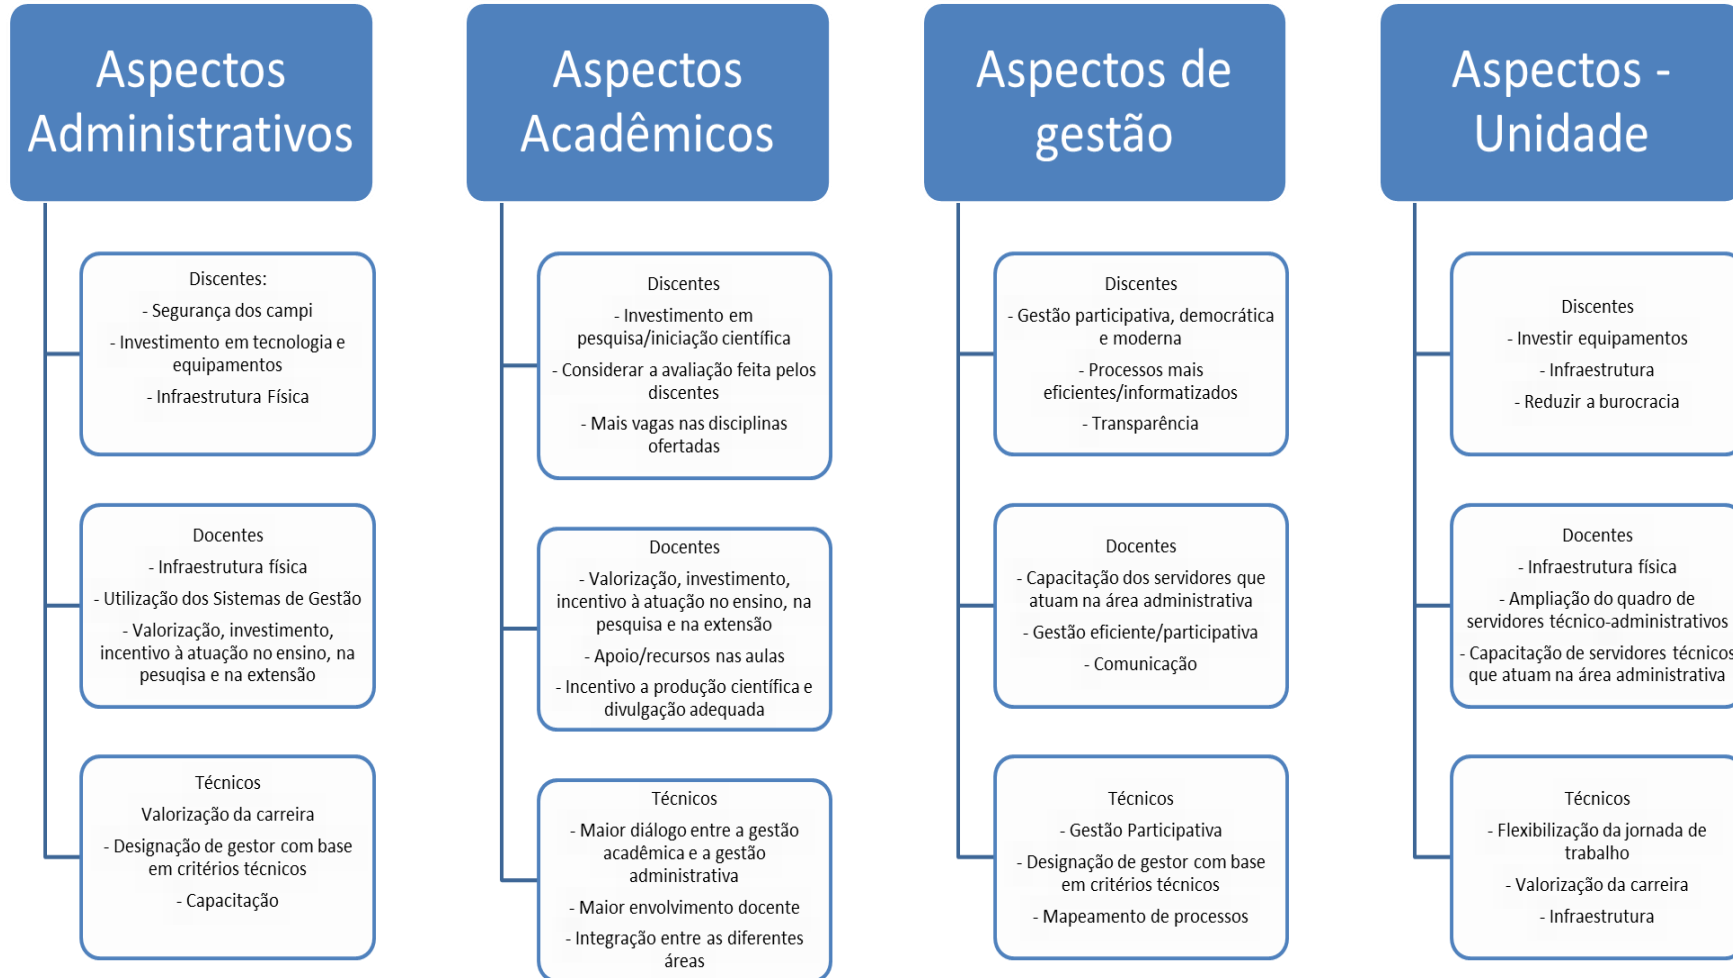 Aspectos
Administrativos
Discentes:
- Segurança dos campi
- Investimento em tecnologia e
equipamentos
- Infraestrutura Física
Docentes
- Infraestrutura física
- Utilização dos Sistemas de Gestão
- Valorização, investimento,
incentivo à atuação no ensino, na
pesuqisa e na extensão
Técnicos
Valorização da carreira
- Designação de gestor com base
em critérios técnicos
- Capacitação
Aspectos
Acadêmicos
Discentes
- Investimento em
pesquisa/iniciação científica
- Considerar a avaliação feita pelos
discentes
- Mais vagas nas disciplinas
ofertadas
Docentes
- Valorização, investimento,
incentivo à atuação no ensino, na
pesquisa e na extensão
- Apoio/recursos nas aulas
- Incentivo a produção científica e
divulgação adequada
Técnicos
- Maior diálogo entre a gestão
acadêmica e a gestão
administrativa
- Maior envolvimento docente
- Integração entre as diferentes
áreas
Aspectos de
gestão
Discentes
- Gestão participativa, democrática
e moderna
- Processos mais
eficientes/informatizados
- Transparência
Docentes
- Capacitação dos servidores que
atuam na área administrativa
- Gestão eficiente/participativa
- Comunicação
Técnicos
- Gestão Participativa
- Designação de gestor com base
em critérios técnicos
- Mapeamento de processos
Aspectos -
Unidade
Discentes
- Investir equipamentos
- Infraestrutura
- Reduzir a burocracia
Docentes
- Infraestrutura física
- Ampliação do quadro de
servidores técnico-administrativos
- Capacitação de servidores técnicos
que atuam na área administrativa
Técnicos
- Flexibilização da jornada de
trabalho
- Valorização da carreira
- Infraestrutura